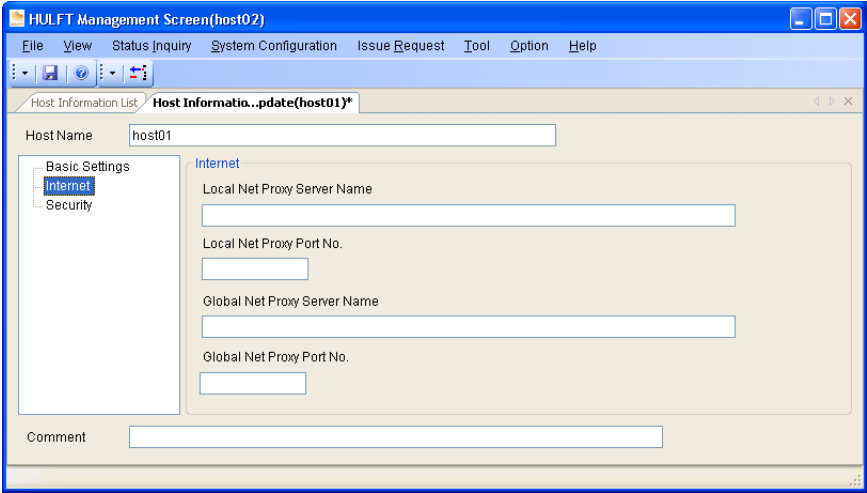 HULFT Management Screen(host02)
File View Status Inquiry System Configuration Issue Request Tool Option Help
Host Information List Host Informatio...pdate(host01)*
Host Name host01
Basic Settings
Internet
Security
Internet
Local Net Proxy Server Name
Local Net Proxy Port No.
Global Net Proxy Server Name
Global Net Proxy Port No.
Comment